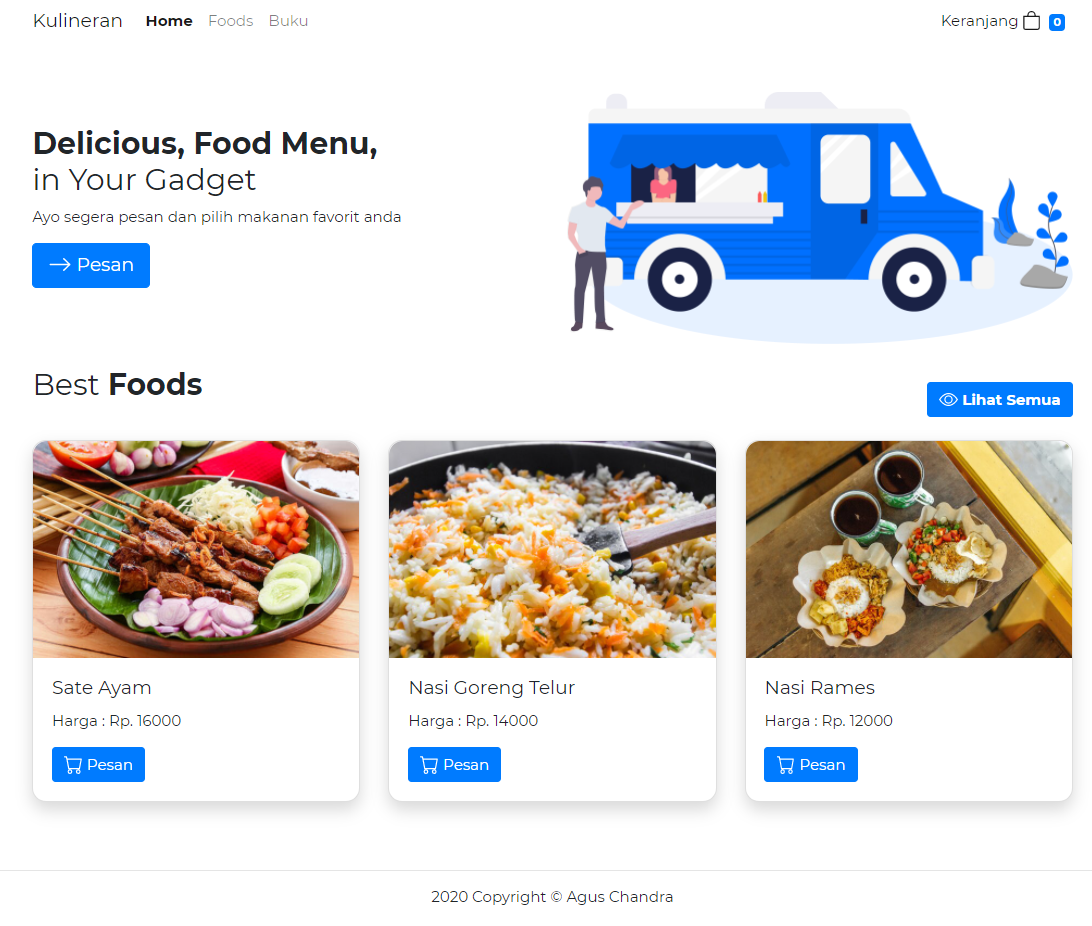 Kulineran Home Foods Buku Keranjang 0
Delicious, Food Menu,
in Your Gadget
Ayo segera pesan dan pilih makanan favorit anda
Pesan
Best Foods
Lihat Semua
Sate Ayam
Harga : Rp. 16000
Pesan
Nasi Goreng Telur
Harga : Rp. 14000
Pesan
Nasi Rames
Harga : Rp. 12000
Pesan
2020 Copyright © Agus Chandra